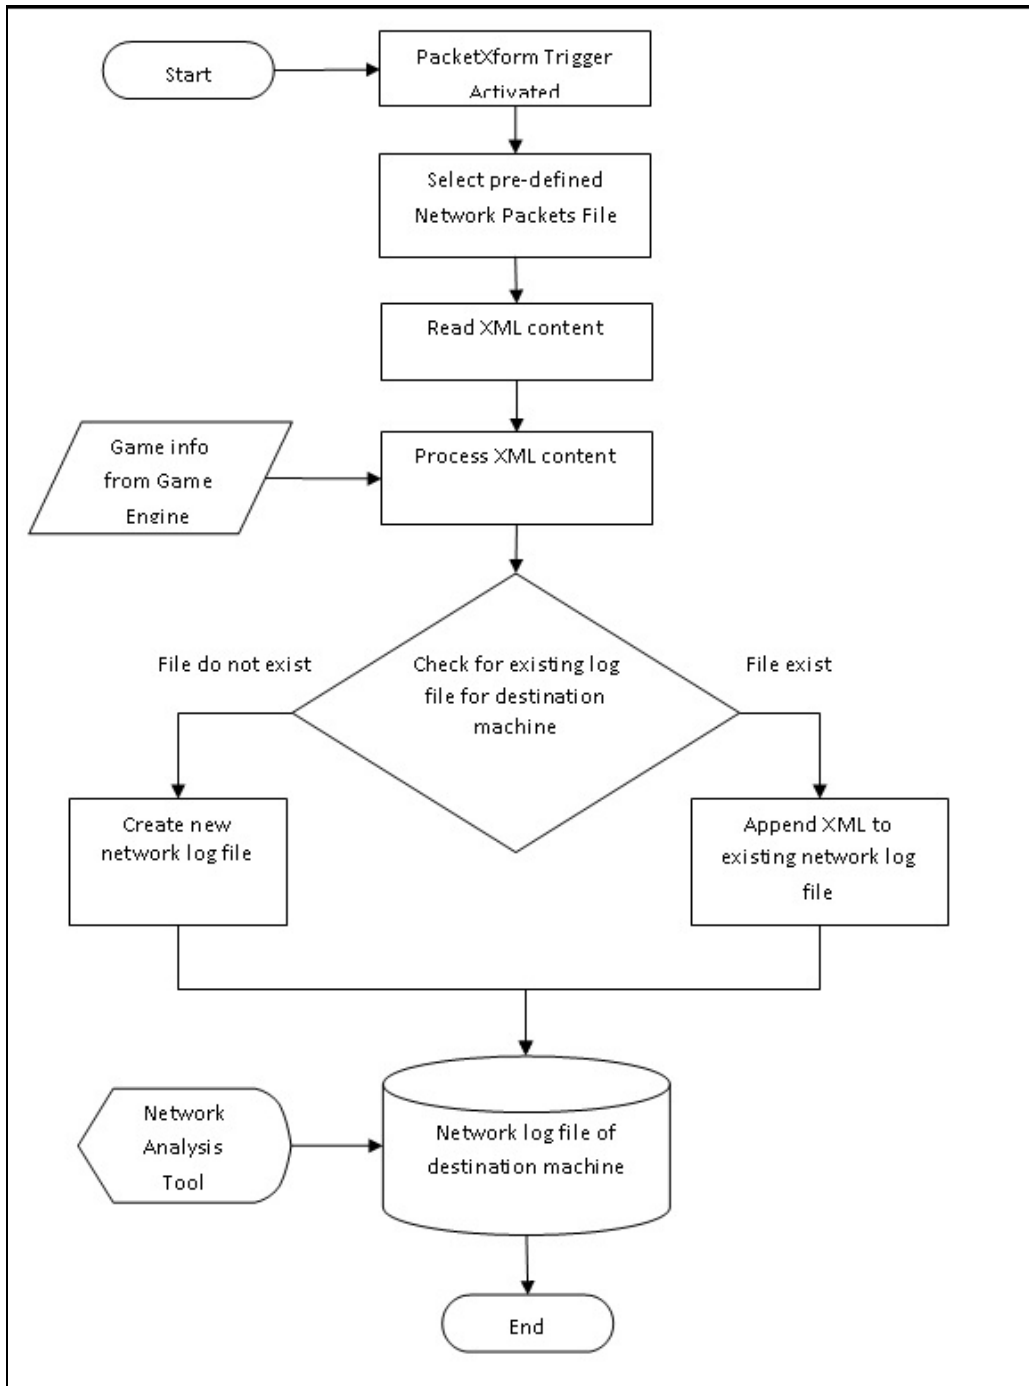 Start
PacketXform Trigger
Activated
Select pre-defined
Network Packets File
Read XML content
Game info
from Game
Engine
Process XML content
File do not exist
Check for existing log
file for destination
machine
File exist
Create new
network log file
Append XML to
existing network log
file
Network
Analysis
Tool
Network log file of
destination machine
End